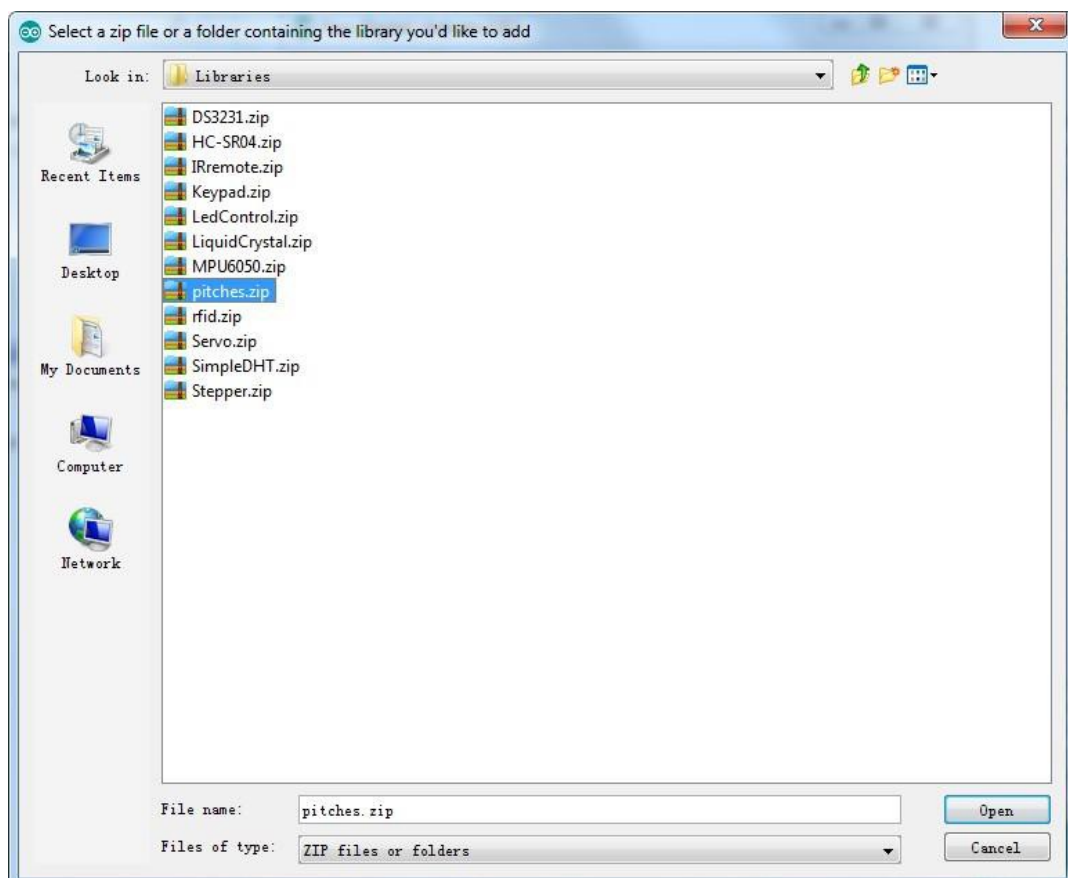 Select a zip file or a folder containing the library you'd like to add
Look in: Libraries
DS3231.zip
HC-SR04.zip
IRremote.zip
Keypad.zip
LedControl.zip
LiquidCrystal.zip
MPU6050.zip
pitches.zip
rfid.zip
Servo.zip
SimpleDHT.zip
Stepper.zip
Recent Items
Desktop
My Documents
Computer
Network
File name: pitches.zip Open
Files of type: ZIP files or folders Cancel